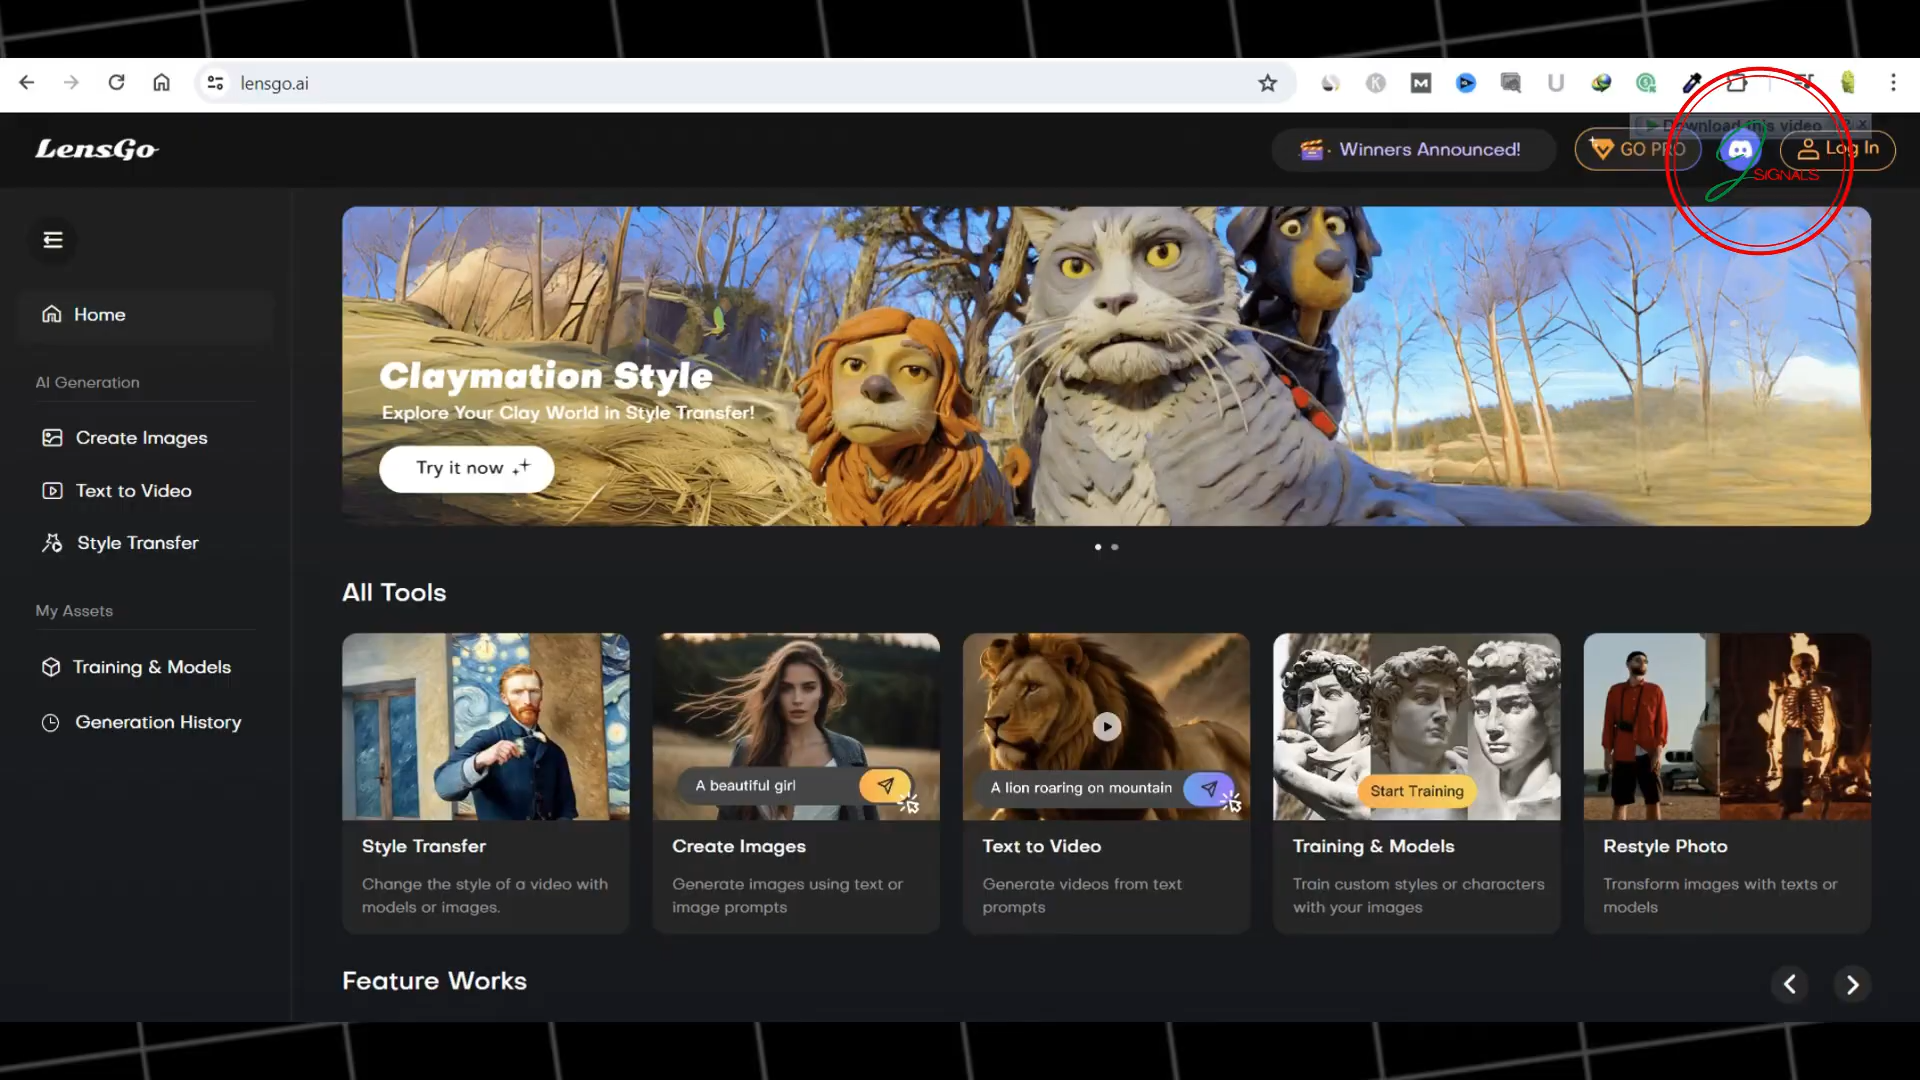 lensgo.ai
Download this video
LensGo
Winners Announced!
GO PRO
Log In
SIGNALS
Home
AI Generation
Create Images
Text to Video
Style Transfer
My Assets
Training & Models
Generation History
Claymation Style
Explore Your Clay World in Style Transfer!
Try it now
All Tools
A beautiful girl
A lion roaring on mountain
Start Training
Style Transfer
Change the style of a video with
models or images.
Create Images
Generate images using text or
image prompts
Text to Video
Generate videos from text
prompts
Training & Models
Train custom styles or characters
with your images
Restyle Photo
Transform images with texts or
models
Feature Works